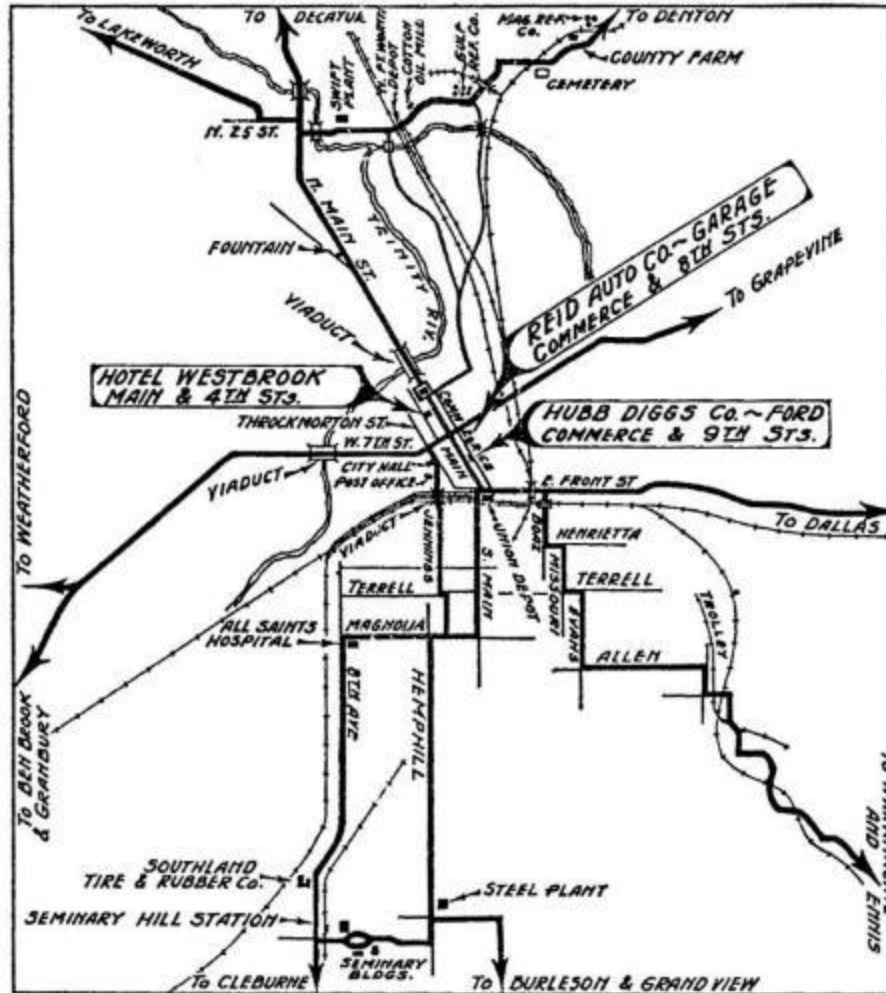 TO
DECATUR
TO LAKEWORTH
SWIFT
PLANT
DEPOT
COTTON
OIL MILL
GULF
REF. CO.
MAG. REF.
CO.
TO DENTON
COUNTY FARM
CEMETERY
N. 25 ST.
N. MAIN ST.
TRINITY RIV.
FOUNTAIN
VIADUCT
REID AUTO CO.~GARAGE
COMMERCE & 8TH STS.
TO GRAPEVINE
HOTEL WESTBROOK
MAIN & 4TH STS.
THROCKMORTON ST.
COMMERCE
MAIN
HUBB DIGGS CO.~FORD
COMMERCE & 9TH STS.
W. 7TH ST.
CITY HALL
POST OFFICE
VIADUCT
TO WEATHERFORD
E. FRONT ST
TO DALLAS
VIADUCT
JENNINGS
S. MAIN
UNION DEPOT
HENRIETTA
MISSOURI
TERRELL
TERRELL
EVANS
TROLLEY
MAGNOLIA
ALL SAINTS
HOSPITAL
ALLEN
8TH AVE
HEMPHILL
TO BEN BROOK
& GRANBURY
AND
ENNIS
SOUTHLAND
TIRE & RUBBER CO.
STEEL PLANT
SEMINARY HILL STATION
SEMINARY
BLDGS.
TO CLEBURNE
TO BURLESON & GRANDVIEW